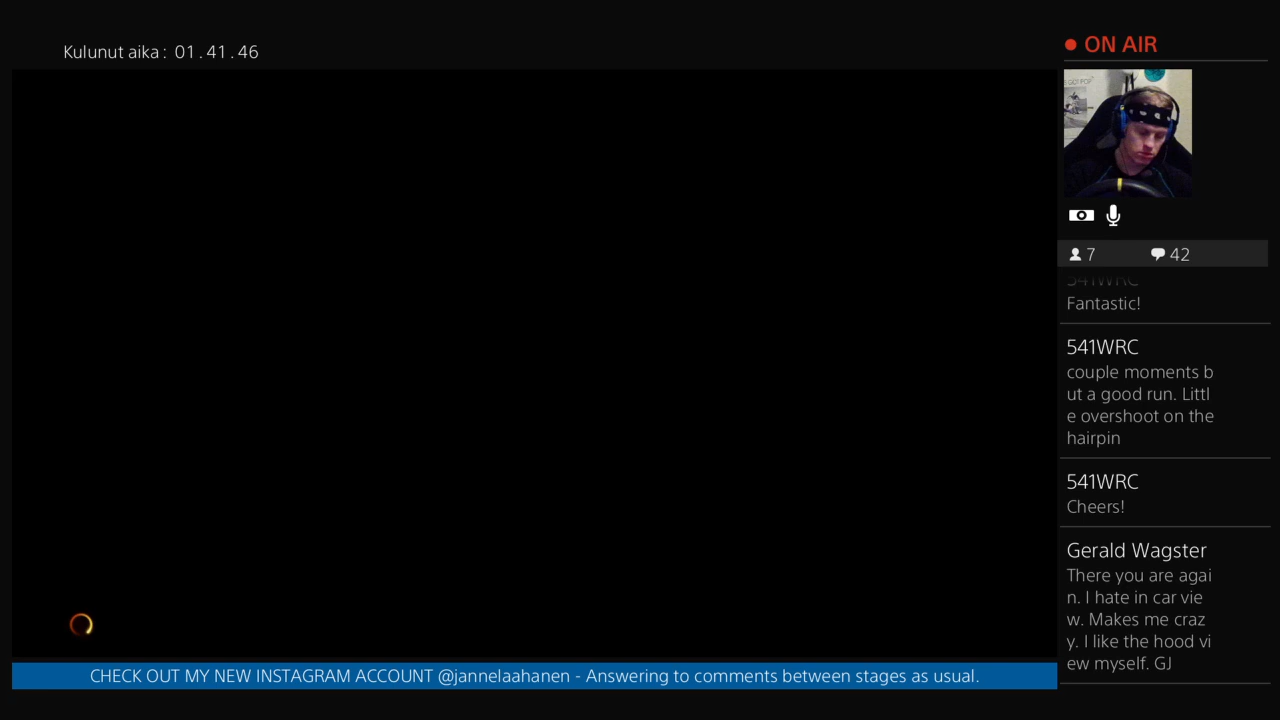 Kulunut aika : 01 . 41 . 46
ON AIR
E GOT POP
7
42
541WRC
Fantastic!
541WRC
couple moments b
ut a good run. Littl
e overshoot on the
hairpin
541WRC
Cheers!
Gerald Wagster
There you are agai
n. I hate in car vie
w. Makes me craz
y. I like the hood vi
ew myself. GJ
CHECK OUT MY NEW INSTAGRAM ACCOUNT @jannelaahanen - Answering to comments between stages as usual.